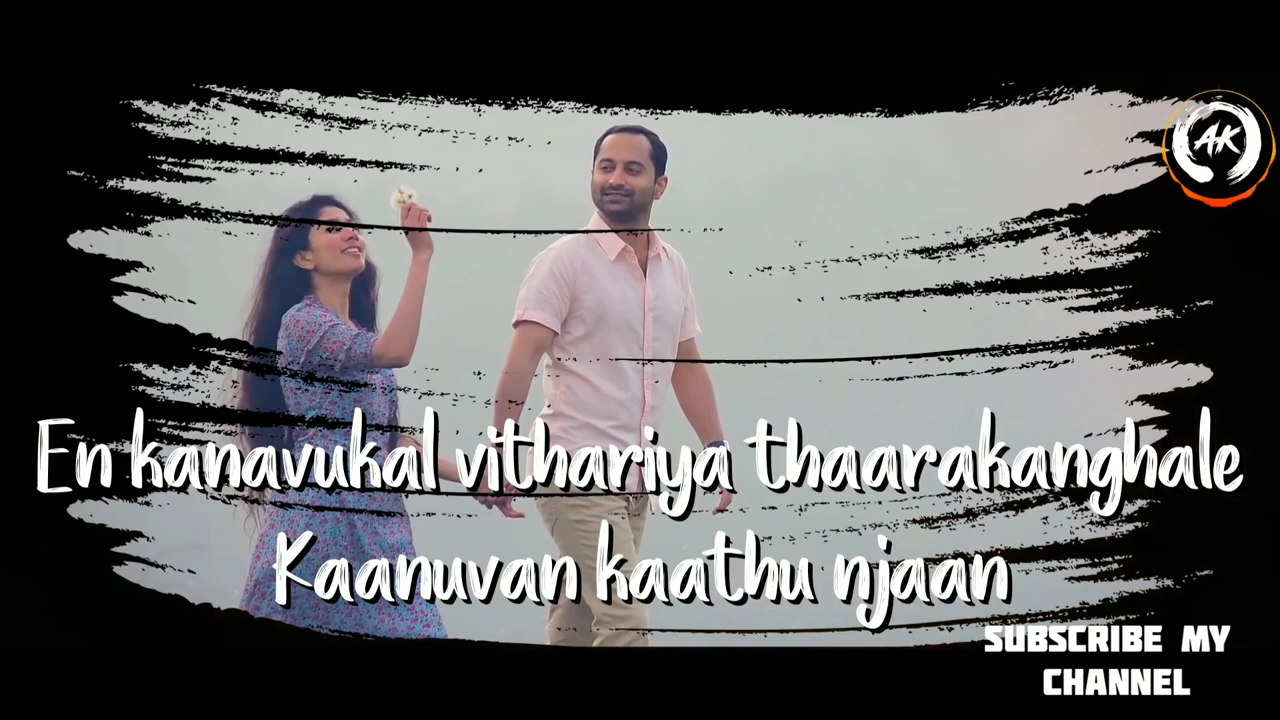 AK
En kanavukal vithariya thaarakanghale
Kaanuvan kaathu njaan
SUBSCRIBE MY
CHANNEL